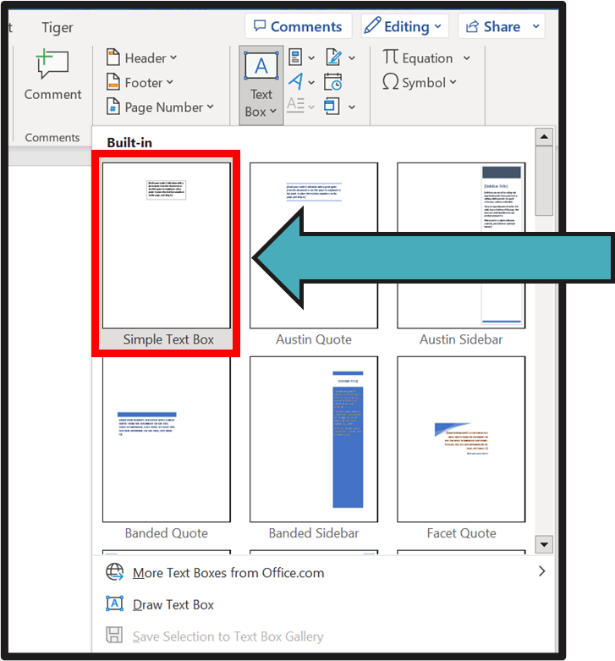 t Tiger Comments Editing Share
Header
Footer
Page Number
Comment
Text
Box
Equation
Symbol
Comments
Built-in
Simple Text Box Austin Quote Austin Sidebar
Banded Quote Banded Sidebar Facet Quote
More Text Boxes from Office.com
Draw Text Box
Save Selection to Text Box Gallery